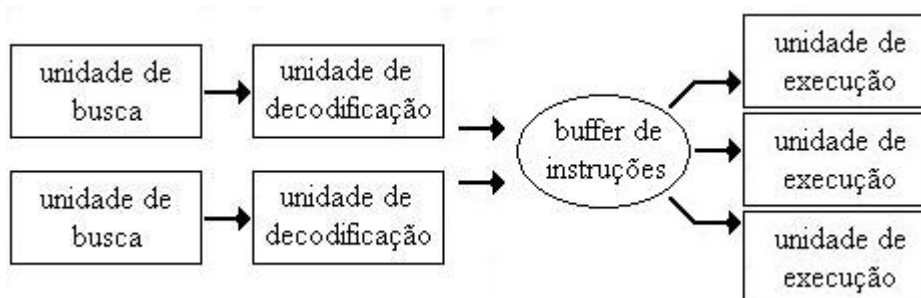 unidade de
busca
unidade de
decodificação
unidade de
busca
unidade de
decodificação
buffer de
instruções
unidade de
execução
unidade de
execução
unidade de
execução